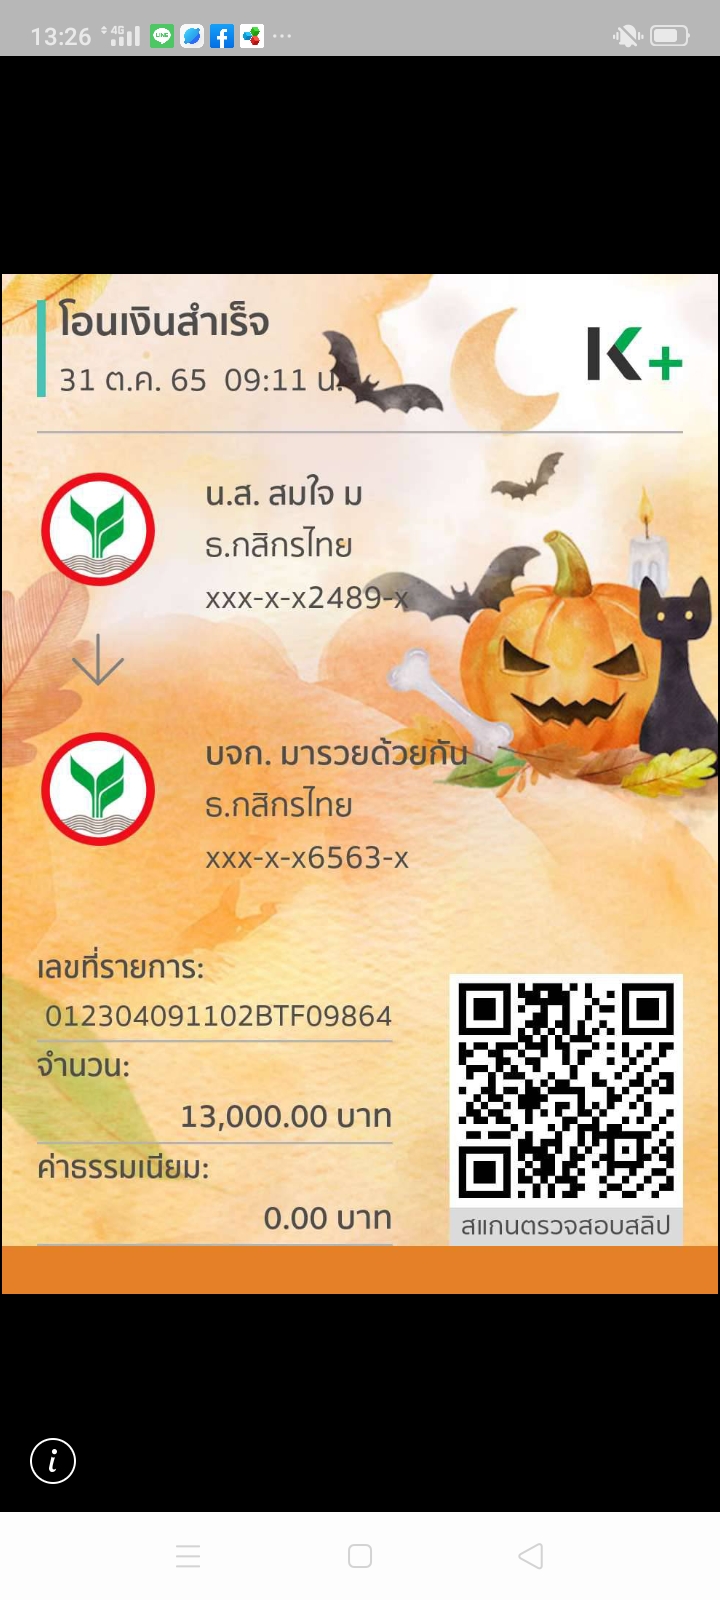 13:26 4G LINE
โอนเงินสำเร็จ
31 ต.ค. 65 09:11 น.
K+
น.ส. สมใจ ม
ธ.กสิกรไทย
xxx-x-x2489-x
บจก. มารวยด้วยกัน
ธ.กสิกรไทย
xxx-x-x6563-x
เลขที่รายการ:
012304091102BTF09864
จำนวน:
13,000.00 บาท
ค่าธรรมเนียม:
0.00 บาท
สแกนตรวจสอบสลิป